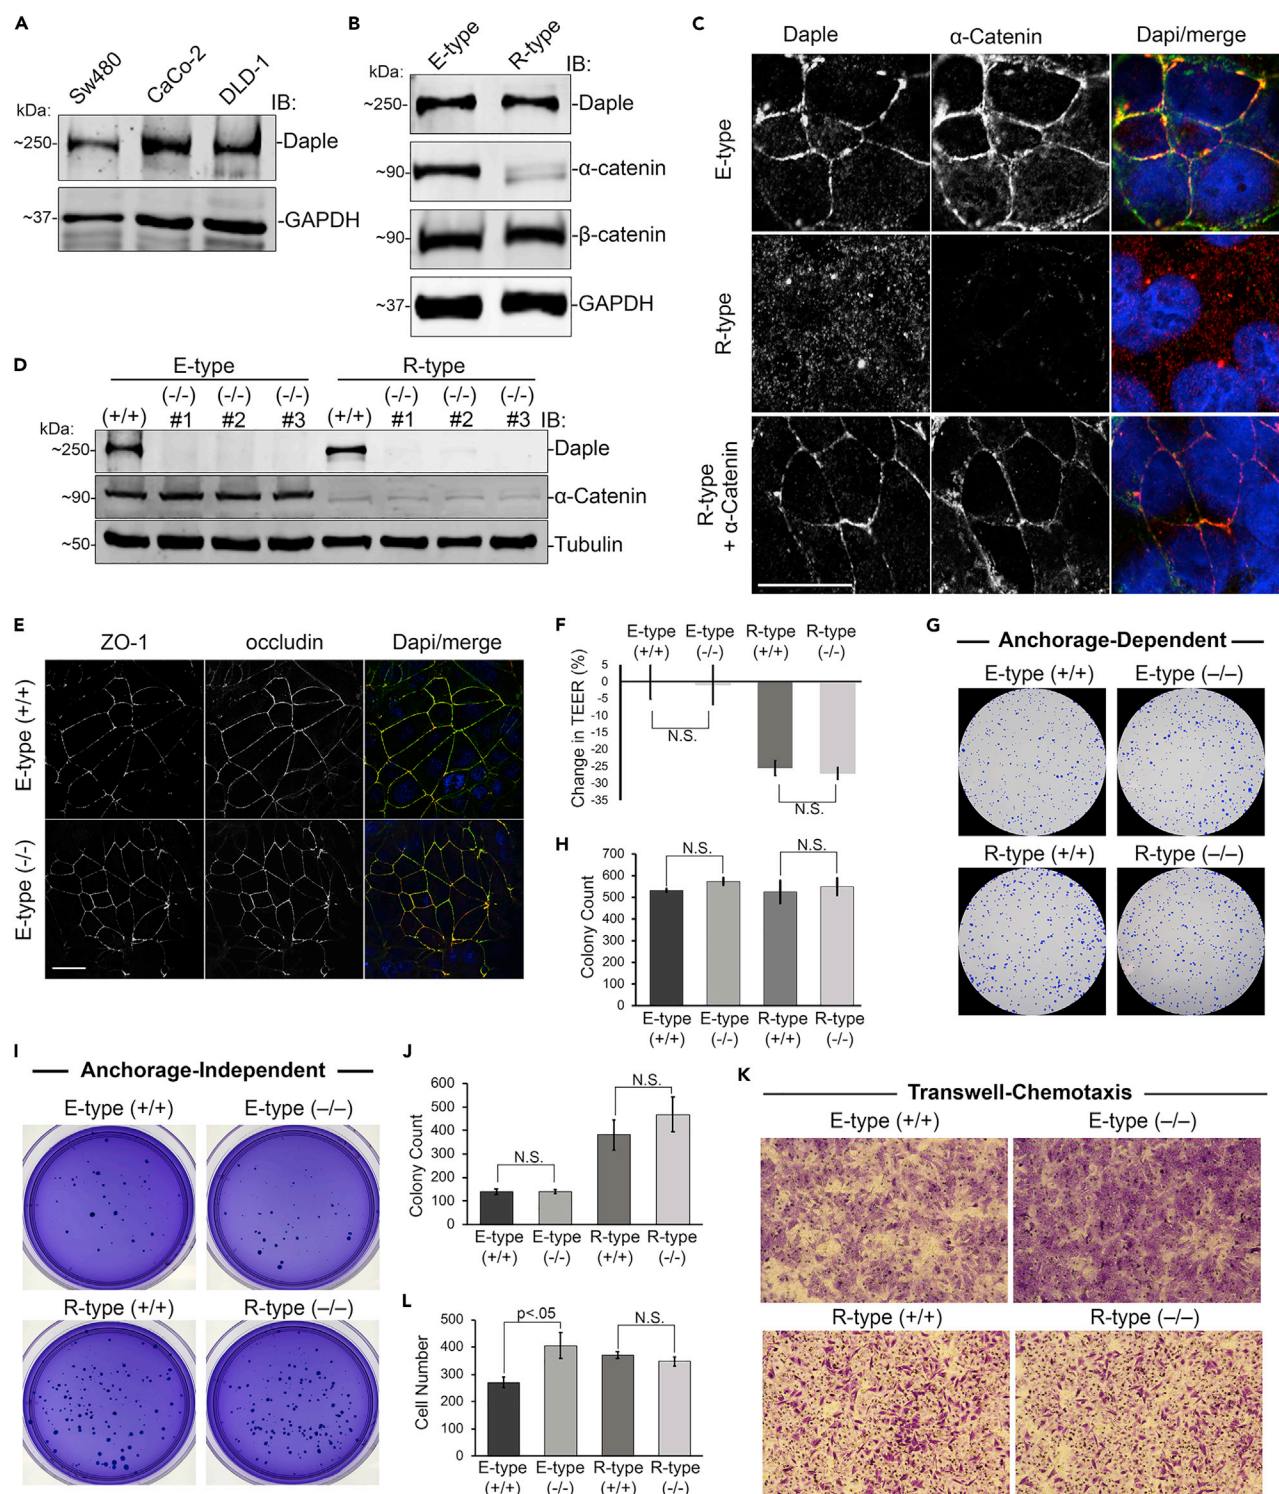 A
Sw480
CaCo-2
DLD-1
kDa:
IB:
~250-
-Daple
~37-
-GAPDH
B
E-type
R-type
kDa:
IB:
~250-
-Daple
~90-
-α-catenin
~90-
-β-catenin
~37-
-GAPDH
C
Daple
α-Catenin
Dapi/merge
E-type
R-type
R-type
+ α-Catenin
D
E-type
R-type
(+/+)
(-/-)
#1
(-/-)
#2
(-/-)
#3
(+/+)
(-/-)
#1
(-/-)
#2
(-/-)
#3
kDa:
IB:
~250-
-Daple
~90-
-α-Catenin
~50-
-Tubulin
E
ZO-1
occludin
Dapi/merge
E-type (+/+)
E-type (-/-)
F
E-type
(+/+)
E-type
(-/-)
R-type
(+/+)
R-type
(-/-)
Change in TEER (%)
5
0
-5
-10
-15
-20
-25
-30
-35
N.S.
N.S.
G
Anchorage-Dependent
E-type (+/+)
E-type (–/–)
R-type (+/+)
R-type (–/–)
H
Colony Count
700
600
500
400
300
200
100
0
N.S.
N.S.
E-type
(+/+)
E-type
(-/-)
R-type
(+/+)
R-type
(-/-)
I
Anchorage-Independent
E-type (+/+)
E-type (–/–)
R-type (+/+)
R-type (–/–)
J
Colony Count
600
500
400
300
200
100
0
N.S.
N.S.
E-type
(+/+)
E-type
(-/-)
R-type
(+/+)
R-type
(-/-)
K
Transwell-Chemotaxis
E-type (+/+)
E-type (–/–)
R-type (+/+)
R-type (–/–)
L
Cell Number
500
400
300
200
100
0
p<.05
N.S.
E-type
(+/+)
E-type
(-/-)
R-type
(+/+)
R-type
(-/-)